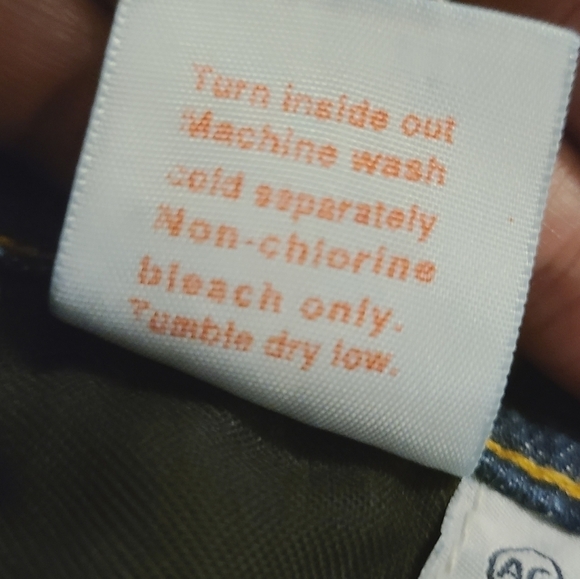 Turn inside out
Machine wash
cold separately
Non-chlorine
bleach only.
Tumble dry low.